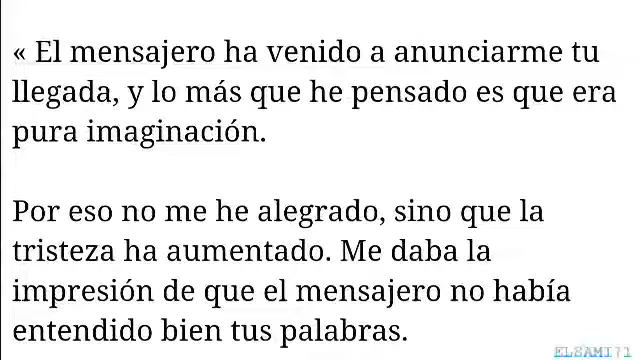 « El mensajero ha venido a anunciarme tu
llegada, y lo más que he pensado es que era
pura imaginación.
Por eso no me he alegrado, sino que la
tristeza ha aumentado. Me daba la
impresión de que el mensajero no había
entendido bien tus palabras.
ELSAMI71